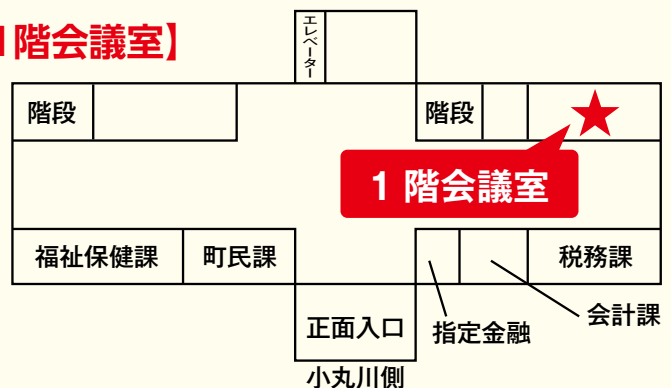 1階会議室】
エレベーター
階段
階段
1 階会議室
福祉保健課
町民課
税務課
正面入口
指定金融
会計課
小丸川側